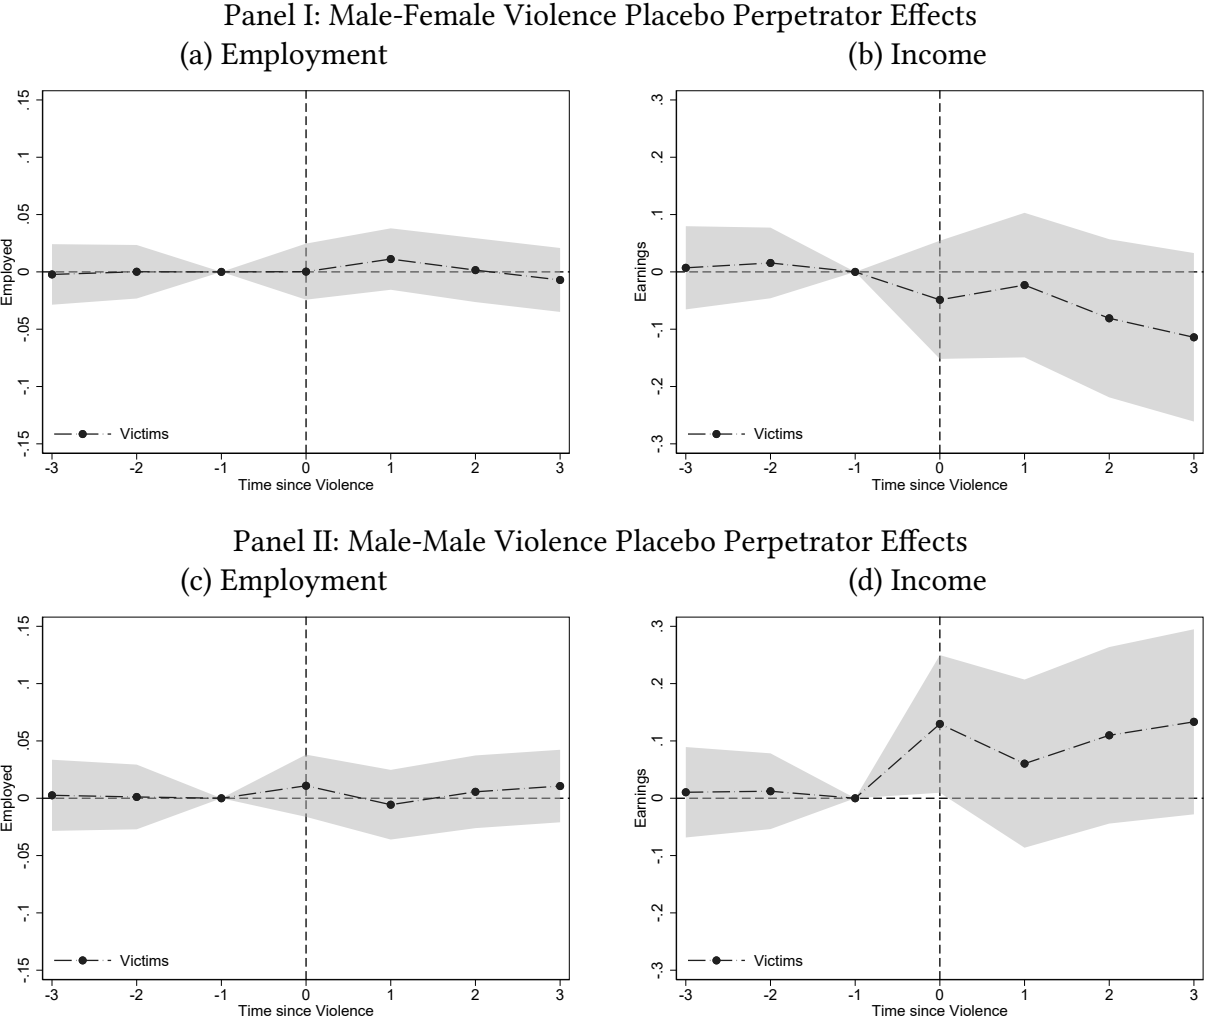 Panel I: Male-Female Violence Placebo Perpetrator Effects
(a) Employment
(b) Income
Employed
.15
.1
.05
0
-.05
-.1
-.15
Victims
-3 -2 -1 0 1 2 3
Time since Violence
Earnings
.3
.2
.1
0
-.1
-.2
-.3
Victims
-3 -2 -1 0 1 2 3
Time since Violence
Panel II: Male-Male Violence Placebo Perpetrator Effects
(c) Employment
(d) Income
Employed
.15
.1
.05
0
-.05
-.1
-.15
Victims
-3 -2 -1 0 1 2 3
Time since Violence
Earnings
.3
.2
.1
0
-.1
-.2
-.3
Victims
-3 -2 -1 0 1 2 3
Time since Violence